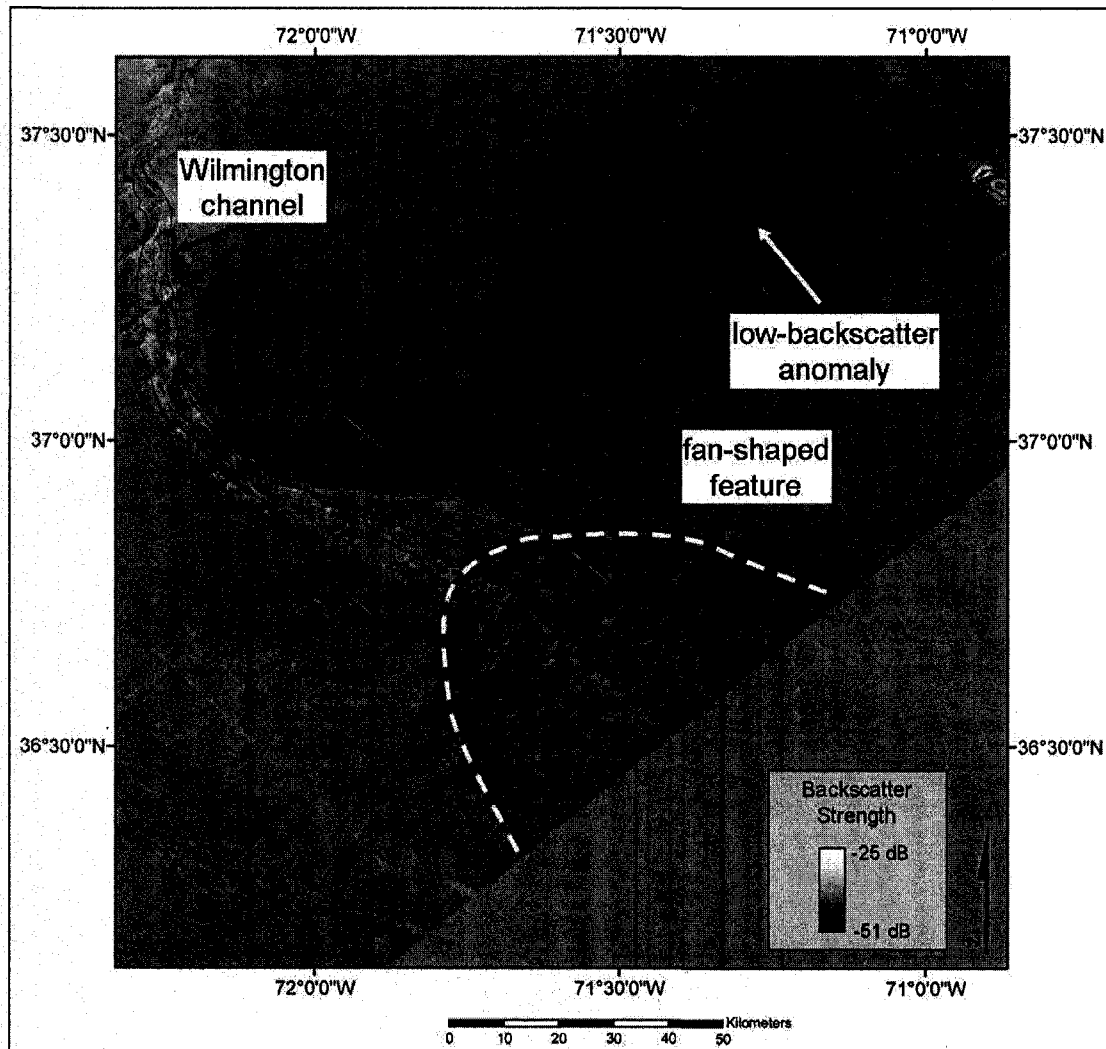 72°0'0"W 71°30'0"W 71°0'0"W
37°30'0"N 37°30'0"N
Wilmington
channel
low-backscatter
anomaly
37°0'0"N 37°0'0"N
fan-shaped
feature
36°30'0"N 36°30'0"N
Backscatter
Strength
-25 dB
-51 dB
72°0'0"W 71°30'0"W 71°0'0"W
Kilometers
0 10 20 30 40 50